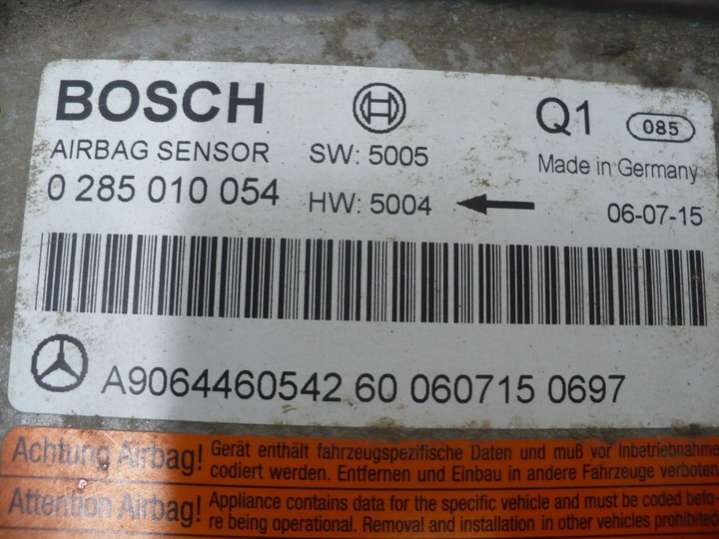 BOSCH Q1 085
AIRBAG SENSOR SW: 5005 Made in Germany
0 285 010 054 HW: 5004 06-07-15
A9064460542 60 060715 0697
Achtung Airbag! Gerät enthält fahrzeugspezifische Daten und muß vor Inbetriebnahme
codiert werden. Entfernen und Einbau in andere Fahrzeuge verboten
Attention Airbag! Appliance contains data for the specific vehicle and must be coded befo-
re being operational. Removal and installation in other vehicles prohibited